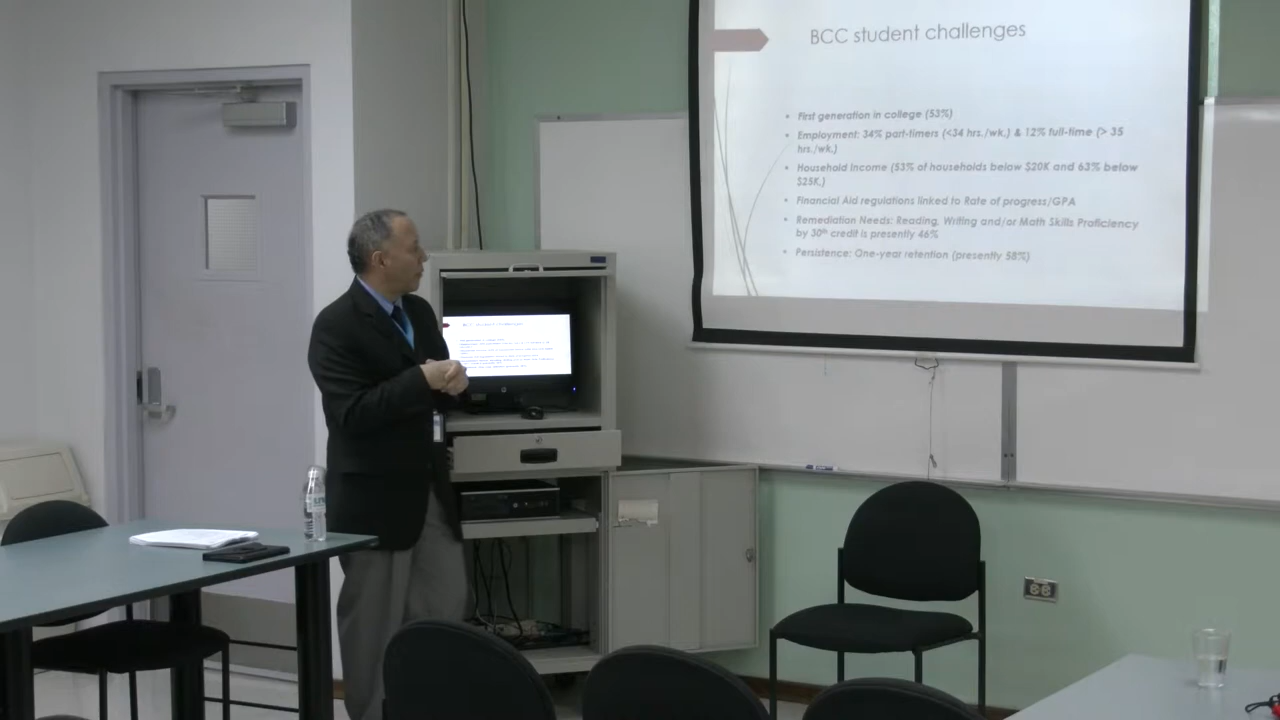 BCC student challenges
First generation in college (53%)
Employment: 34% part-timers (<34 hrs./wk.) & 12% full-time (> 35
hrs./wk.)
Household Income (53% of households below $20K and 63% below
$25K.)
Financial Aid regulations linked to Rate of progress/GPA
Remediation Needs: Reading, Writing and/or Math Skills Proficiency
by 30th credit is presently 46%
Persistence: One-year retention (presently 58%)
BCC student challenges